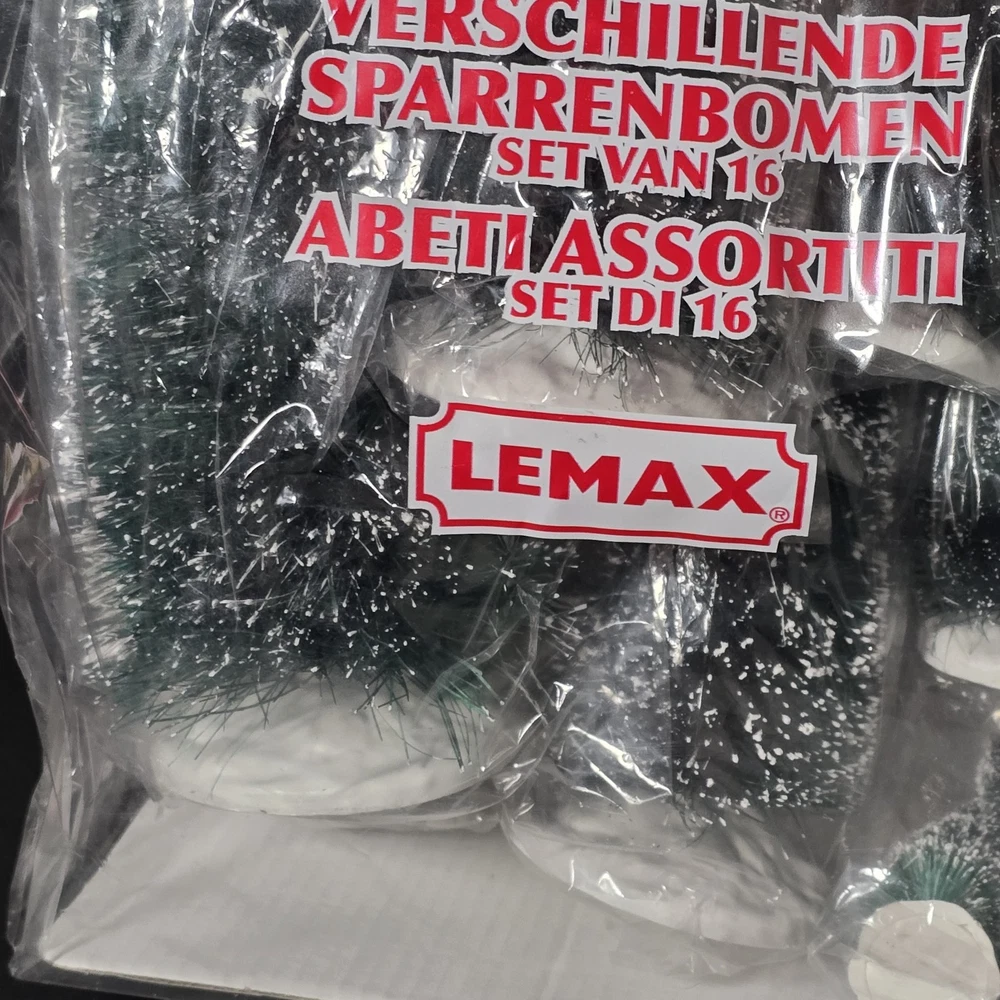 VERSCHILLENDE
SPARRENBOMEN
SET VAN 16
ABETI ASSORTITI
SET DI 16
LEMAX®